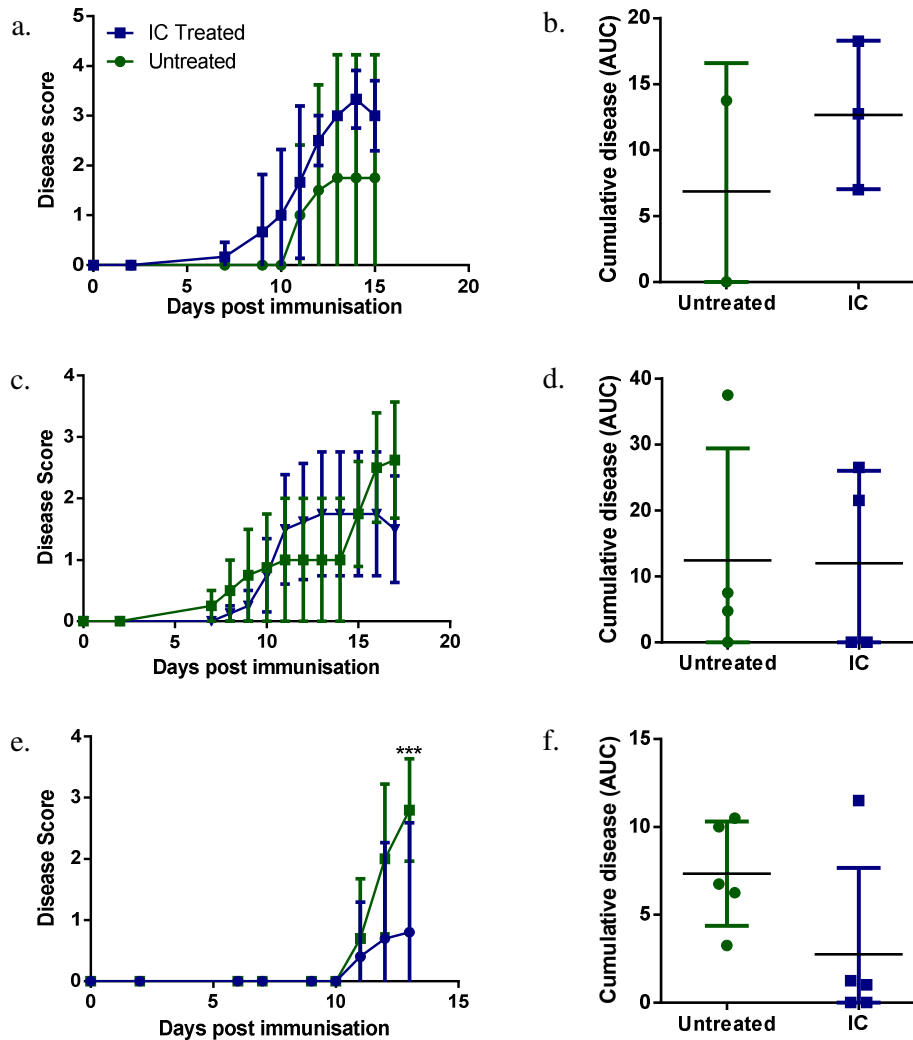 a.
5
4
3
2
1
0
Disease score
IC Treated
Untreated
0 5 10 15 20
Days post immunisation
b.
20
15
10
5
0
Cumulative disease (AUC)
Untreated IC
c.
4
3
2
1
0
Disease Score
0 5 10 15 20
Days post immunisation
d.
40
30
20
10
0
Cumulative disease (AUC)
Untreated IC
e.
4
3
2
1
0
Disease Score
***
0 5 10 15
Days post immunisation
f.
15
10
5
0
Cumulative disease (AUC)
Untreated IC